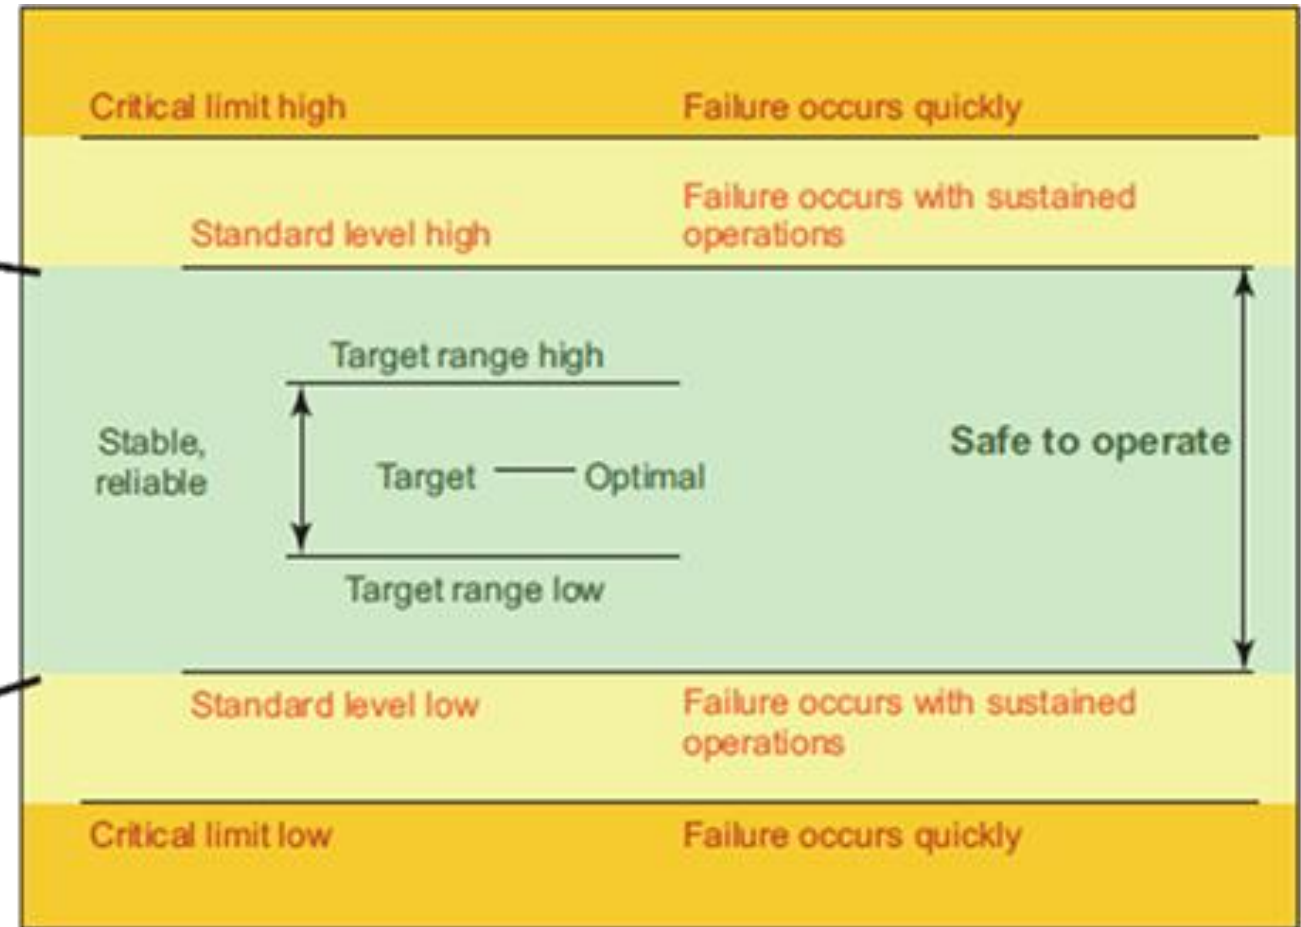 Critical limit high
Failure occurs quickly
Failure occurs with sustained
operations
Standard level high
Target range high
Stable,
reliable
Safe to operate
Target
Optimal
Target range low
Standard level low
Failure occurs with sustained
operations
Critical limit low
Failure occurs quickly